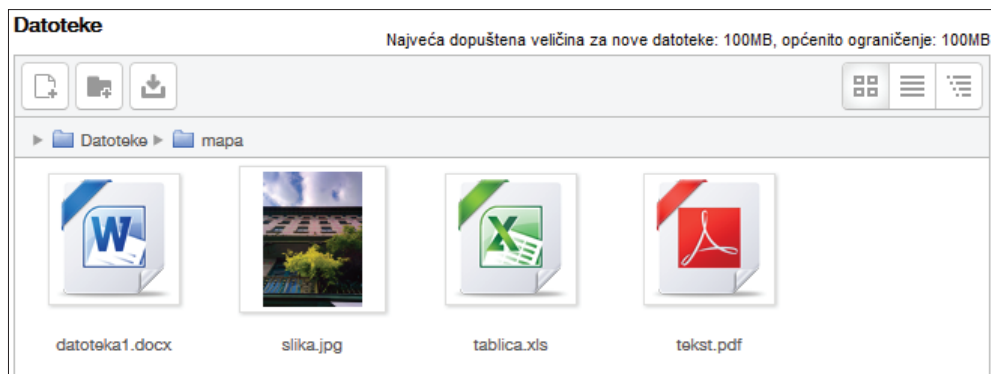 Datoteke
Najveća dopuštena veličina za nove datoteke: 100MB, općenito ograničenje: 100MB
Datoteke mapa
datoteka1.docx slika.jpg tablica.xls tekst.pdf